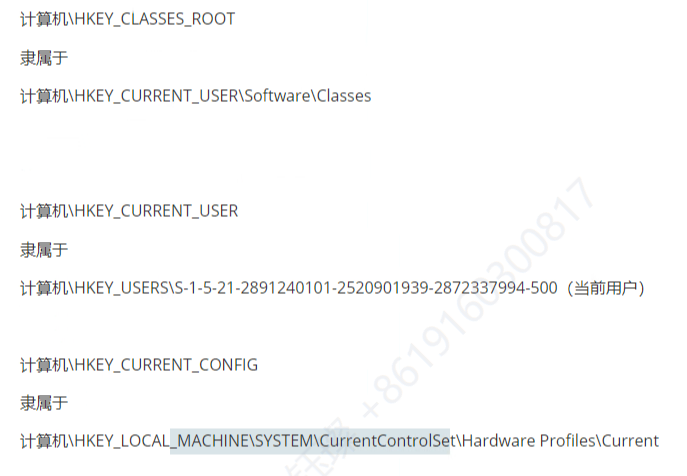 计算机\HKEY_CLASSES_ROOT
隶属于
计算机\HKEY_CURRENT_USER\Software\Classes
计算机\HKEY_CURRENT_USER
隶属于
计算机\HKEY_USERS\S-1-5-21-2891240101-2520901939-2872337994-500（当前用户）
计算机\HKEY_CURRENT_CONFIG
隶属于
计算机\HKEY_LOCAL_MACHINE\SYSTEM\CurrentControlSet\Hardware Profiles\Current
+8619160300817